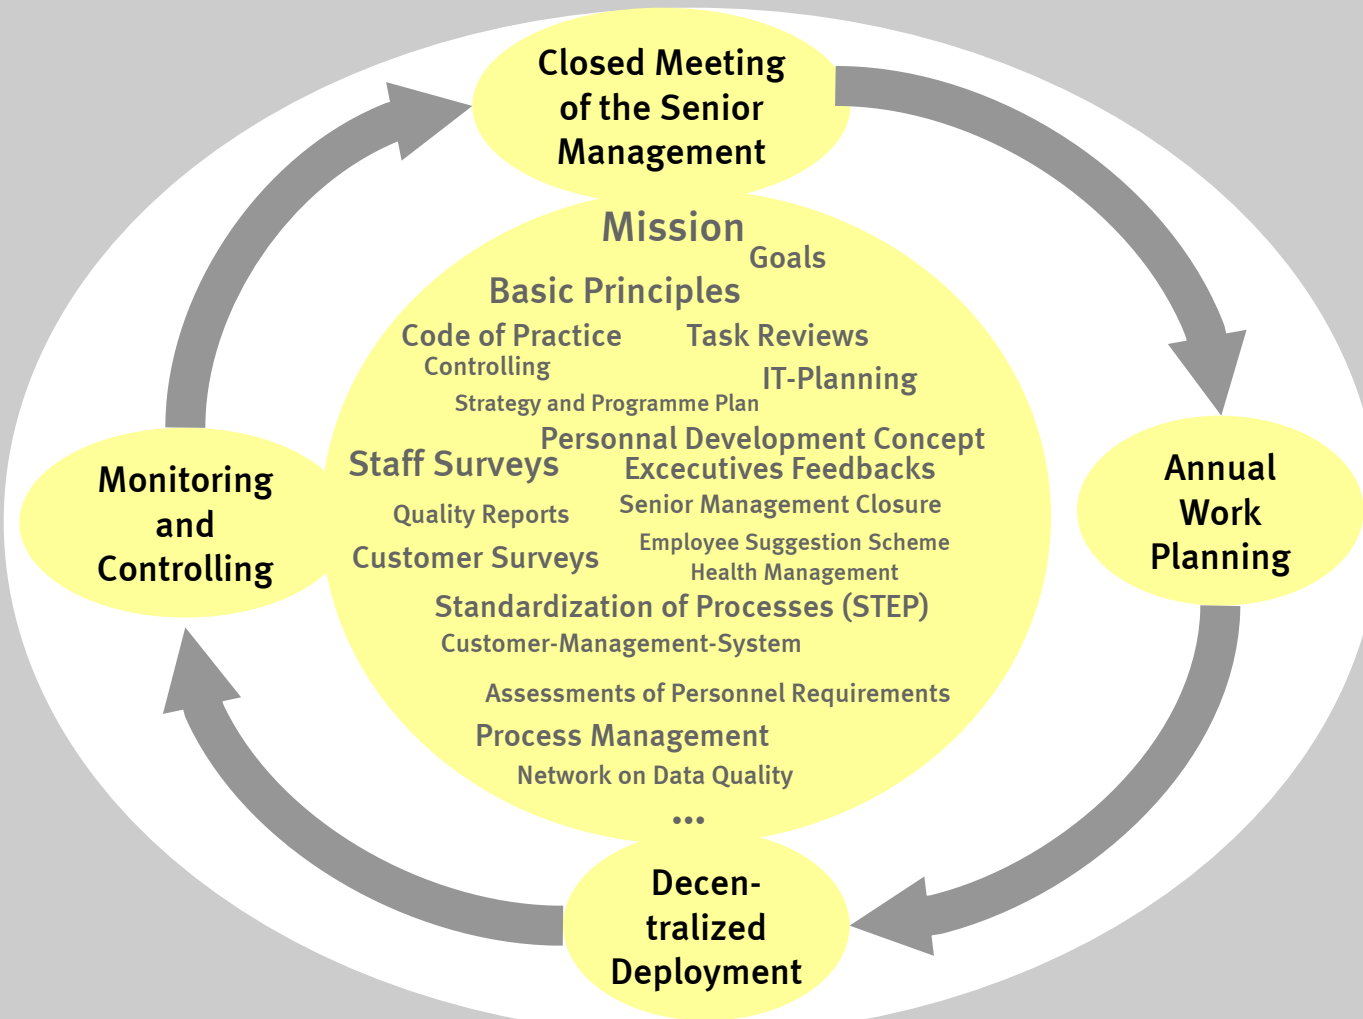 Closed Meeting
of the Senior
Management
Mission
Goals
Basic Principles
Code of Practice
Task Reviews
Controlling
IT-Planning
Strategy and Programme Plan
Personnal Development Concept
Staff Surveys
Excecutives Feedbacks
Senior Management Closure
Quality Reports
Employee Suggestion Scheme
Customer Surveys
Health Management
Standardization of Processes (STEP)
Customer-Management-System
Assessments of Personnel Requirements
Process Management
Network on Data Quality
...
Monitoring
and
Controlling
Annual
Work
Planning
Decen-
tralized
Deployment